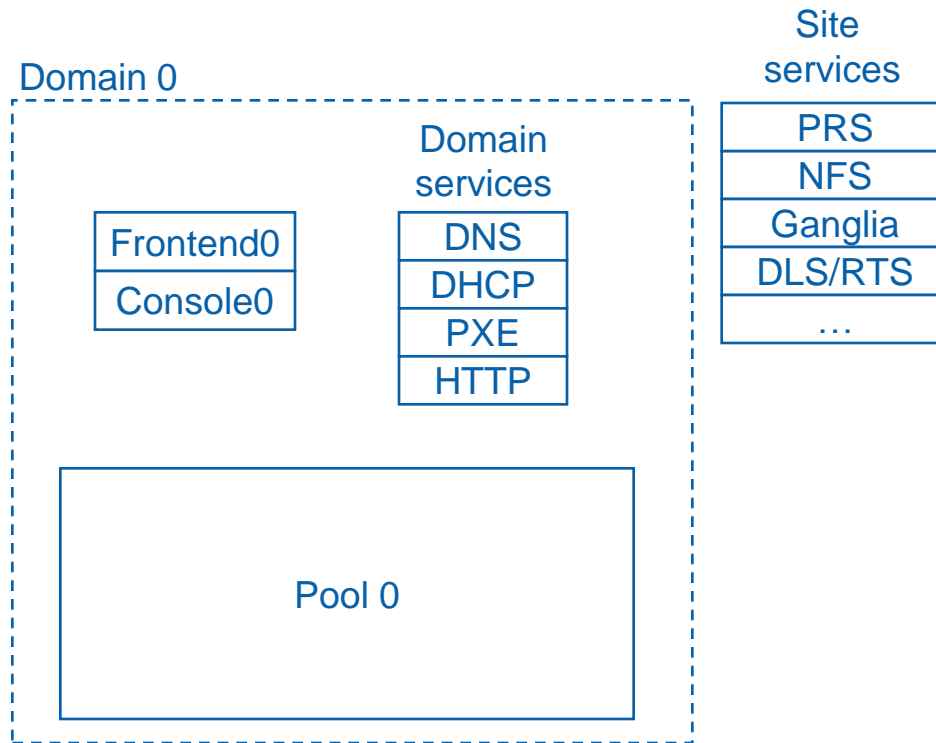 Site
services
Domain 0
PRS
NFS
Ganglia
DLS/RTS
…
Domain
services
Frontend0
Console0
DNS
DHCP
PXE
HTTP
Pool 0